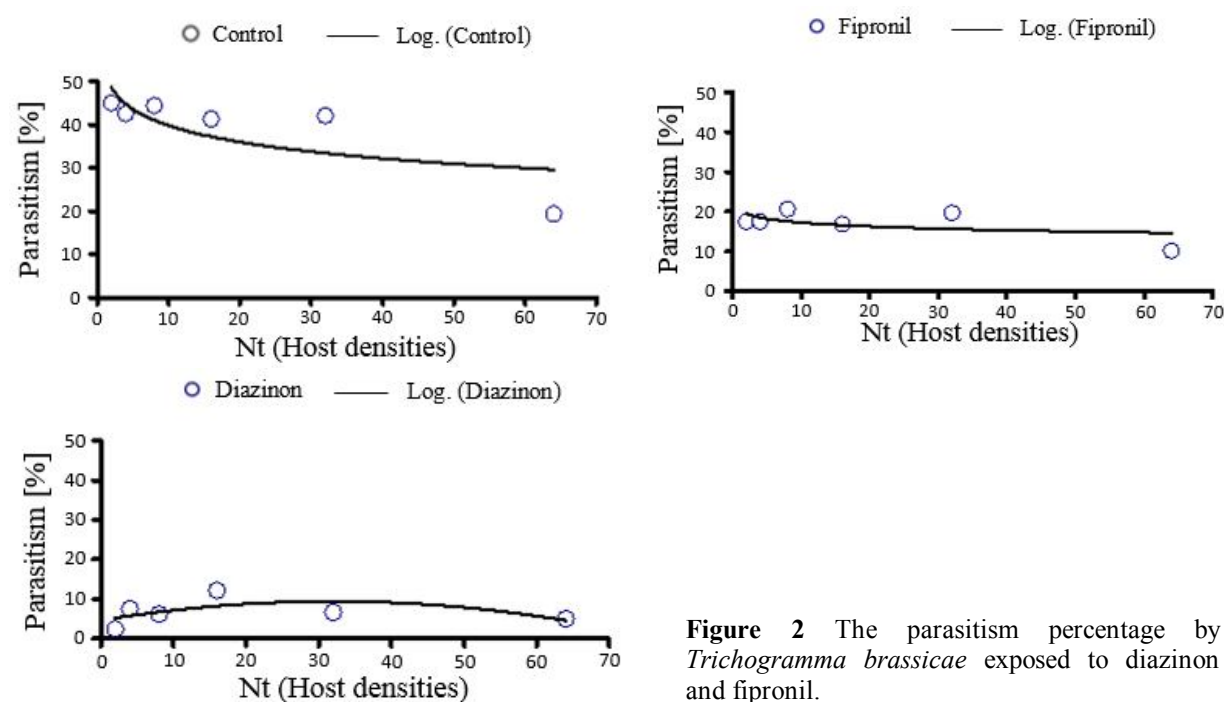 Control Log. (Control)
Parasitism [%]
50
40
30
20
10
0
0 10 20 30 40 50 60 70
Nt (Host densities)
Fipronil Log. (Fipronil)
Parasitism [%]
50
40
30
20
10
0
0 10 20 30 40 50 60 70
Nt (Host densities)
Diazinon Log. (Diazinon)
Parasitism [%]
50
40
30
20
10
0
0 10 20 30 40 50 60 70
Nt (Host densities)
Figure 2 The parasitism percentage by
Trichogramma brassicae exposed to diazinon
and fipronil.